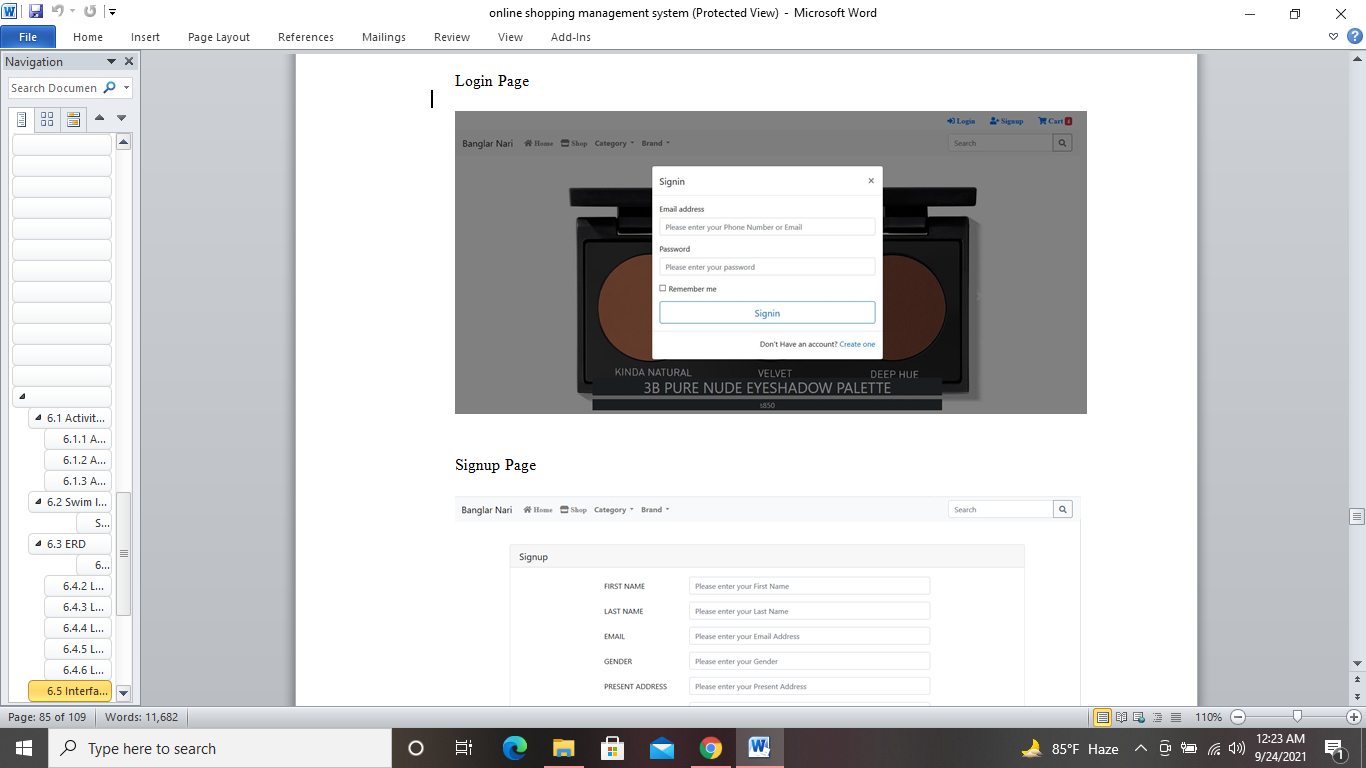 online shopping management system (Protected View) - Microsoft Word
File Home Insert Page Layout References Mailings Review View Add-Ins
Navigation
Search Documen
6.1 Activit...
6.1.1 A...
6.1.2 A...
6.1.3 A...
6.2 Swim l...
S...
6.3 ERD
6...
6.4.2 L...
6.4.3 L...
6.4.4 L...
6.4.5 L...
6.4.6 L...
6.5 Interfa...
Login Page
Login Signup Cart 4
Banglar Nari Home Shop Category Brand Search
Signin ×
Email address
Please enter your Phone Number or Email
Password
Please enter your password
Remember me
Signin
Don't Have an account? Create one
KINDA NATURAL VELVET DEEP HUE
3B PURE NUDE EYESHADOW PALETTE
৳850
Signup Page
Banglar Nari Home Shop Category Brand Search
Signup
FIRST NAME Please enter your First Name
LAST NAME Please enter your Last Name
EMAIL Please enter your Email Address
GENDER Please enter your Gender
PRESENT ADDRESS Please enter your Present Address
Page: 85 of 109 Words: 11,682 110%
Type here to search 85°F Haze 12:23 AM
9/24/2021 1